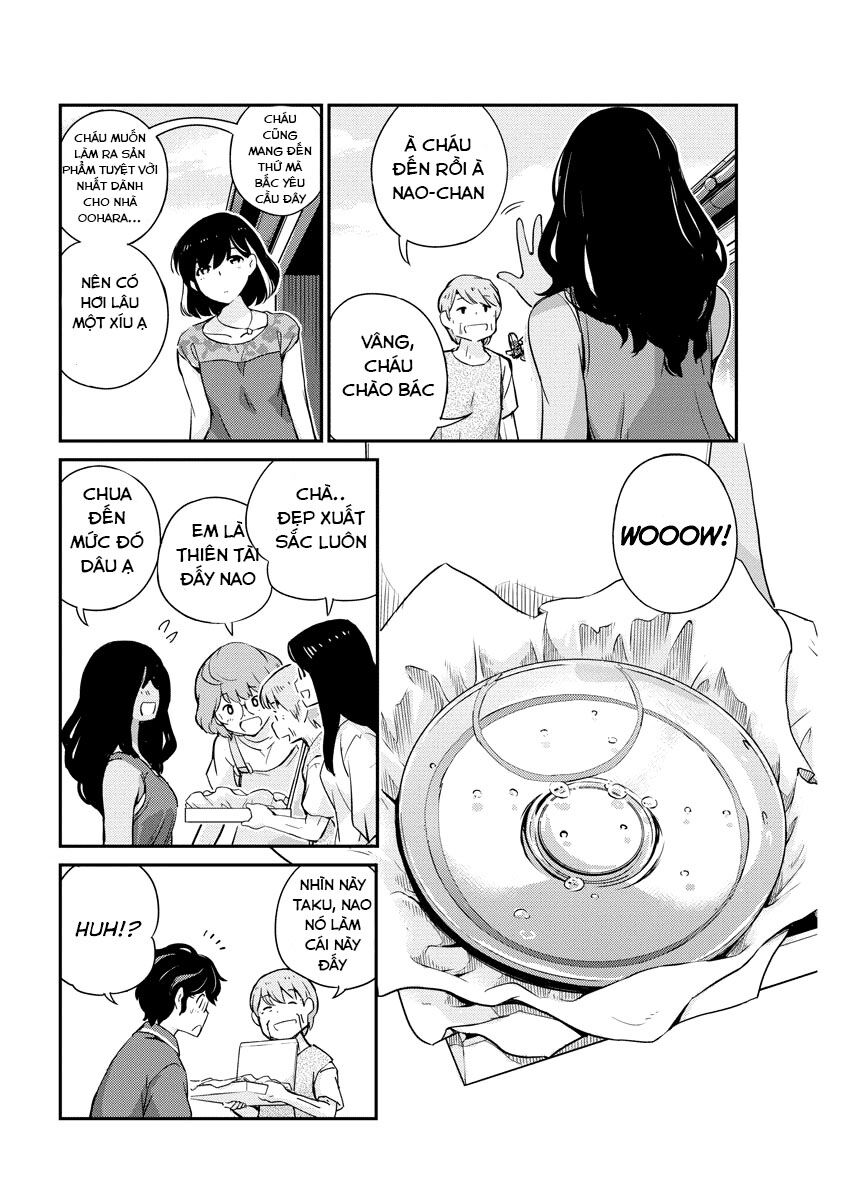 À CHÁU
ĐẾN RỒI À
NAO-CHAN
VÂNG,
CHÁU
CHÀO BÁC
CHÁU
CŨNG
MANG ĐẾN
THỨ MÀ
BÁC YÊU
CẦU ĐÂY
CHÁU MUỐN
LÀM RA SẢN
PHẨM TUYỆT VỜI
NHẤT DÀNH
CHO NHÀ
OOHARA...
NÊN CÓ
HƠI LÂU
MỘT XÍU Ạ
WOOOW!
CHÀ..
ĐẸP XUẤT
SẮC LUÔN
EM LÀ
THIÊN TÀI
ĐẤY NAO
CHƯA
ĐẾN
MỨC ĐÓ
DÂU Ạ
NHÌN NÀY
TAKU, NAO
NÓ LÀM
CÁI NÀY
ĐẤY
HUH!?